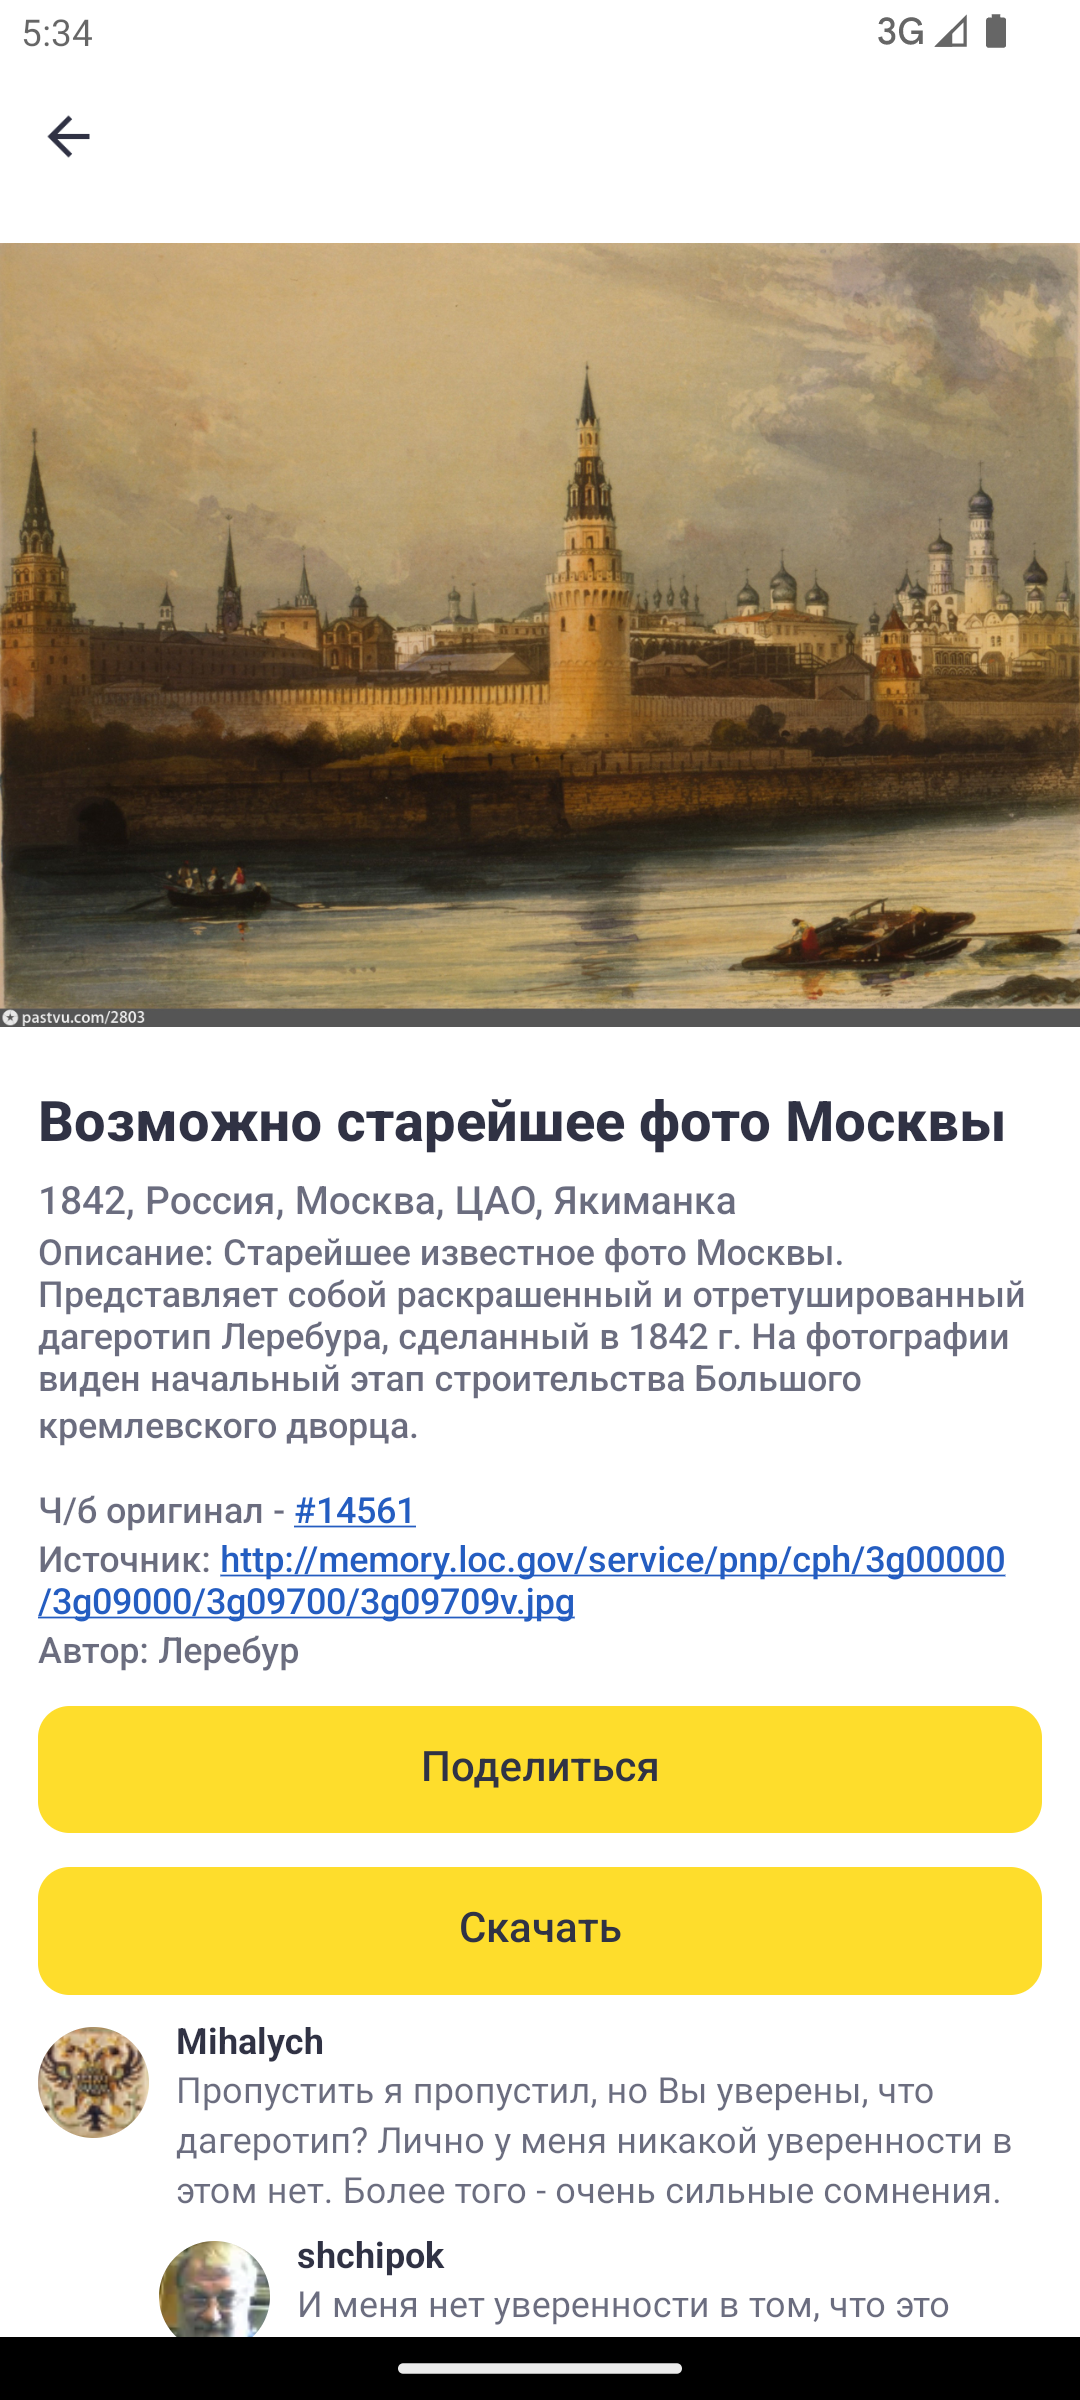 5:34
3G
pastvu.com/2803
Возможно старейшее фото Москвы
1842, Россия, Москва, ЦАО, Якиманка
Описание: Старейшее известное фото Москвы.
Представляет собой раскрашенный и отретушированный
дагеротип Леребура, сделанный в 1842 г. На фотографии
виден начальный этап строительства Большого
кремлевского дворца.
Ч/б оригинал - #14561
Источник: http://memory.loc.gov/service/pnp/cph/3g00000
/3g09000/3g09700/3g09709v.jpg
Автор: Леребур
Поделиться
Скачать
Mihalych
Пропустить я пропустил, но Вы уверены, что
дагеротип? Лично у меня никакой уверенности в
этом нет. Более того - очень сильные сомнения.
shchipok
И меня нет уверенности в том, что это